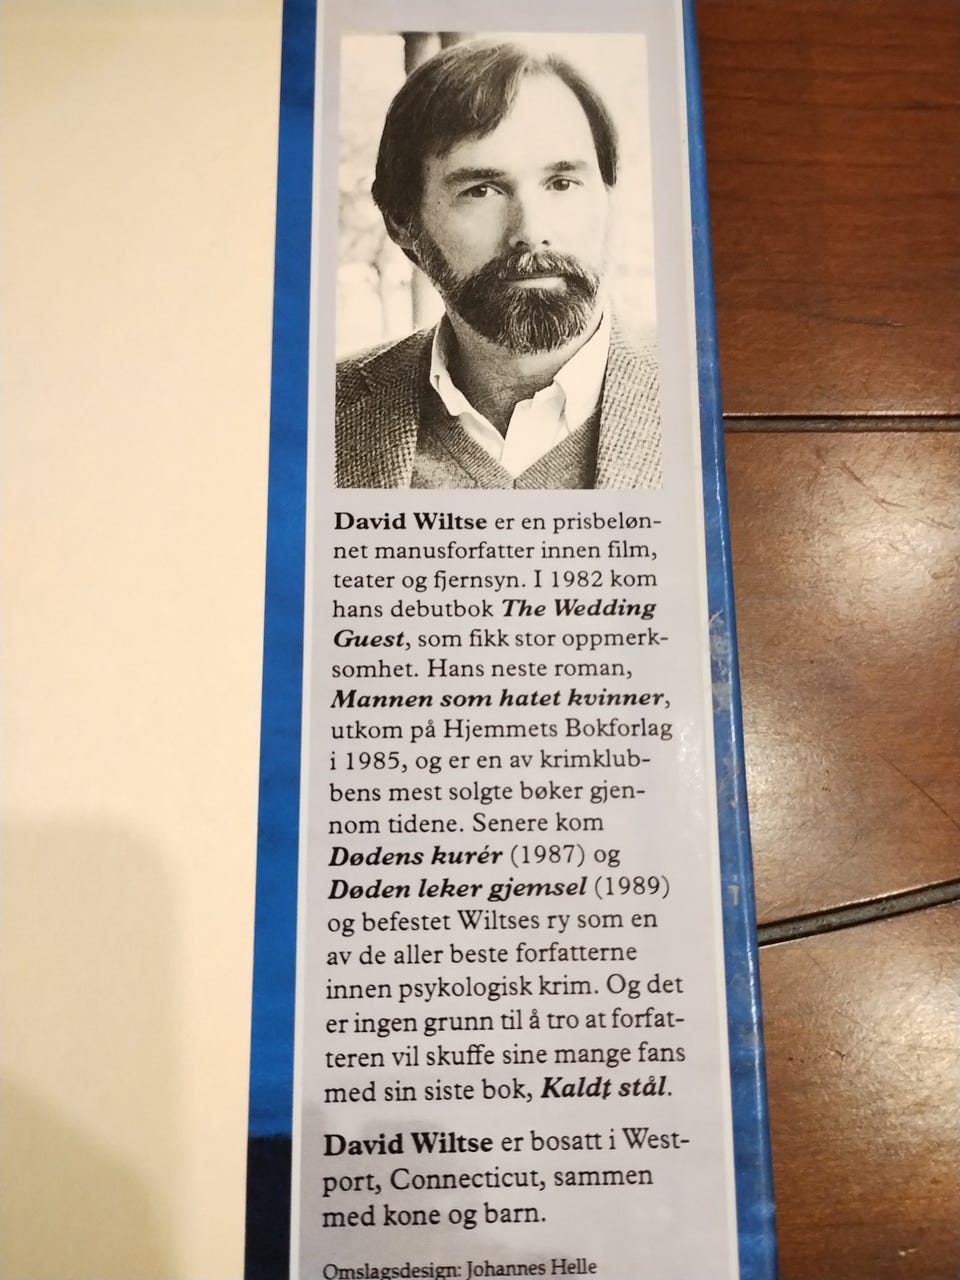 David Wiltse er en prisbeløn-
net manusforfatter innen film,
teater og fjernsyn. I 1982 kom
hans debutbok The Wedding
Guest, som fikk stor oppmerk-
somhet. Hans neste roman,
Mannen som hatet kvinner,
utkom på Hjemmets Bokforlag
i 1985, og er en av krimklub-
bens mest solgte bøker gjen-
nom tidene. Senere kom
Dødens kurér (1987) og
Døden leker gjemsel (1989)
og befestet Wiltses ry som en
av de aller beste forfatterne
innen psykologisk krim. Og det
er ingen grunn til å tro at forfat-
teren vil skuffe sine mange fans
med sin siste bok, Kaldt stål.
David Wiltse er bosatt i West-
port, Connecticut, sammen
med kone og barn.
Omslagsdesign: Johannes Helle